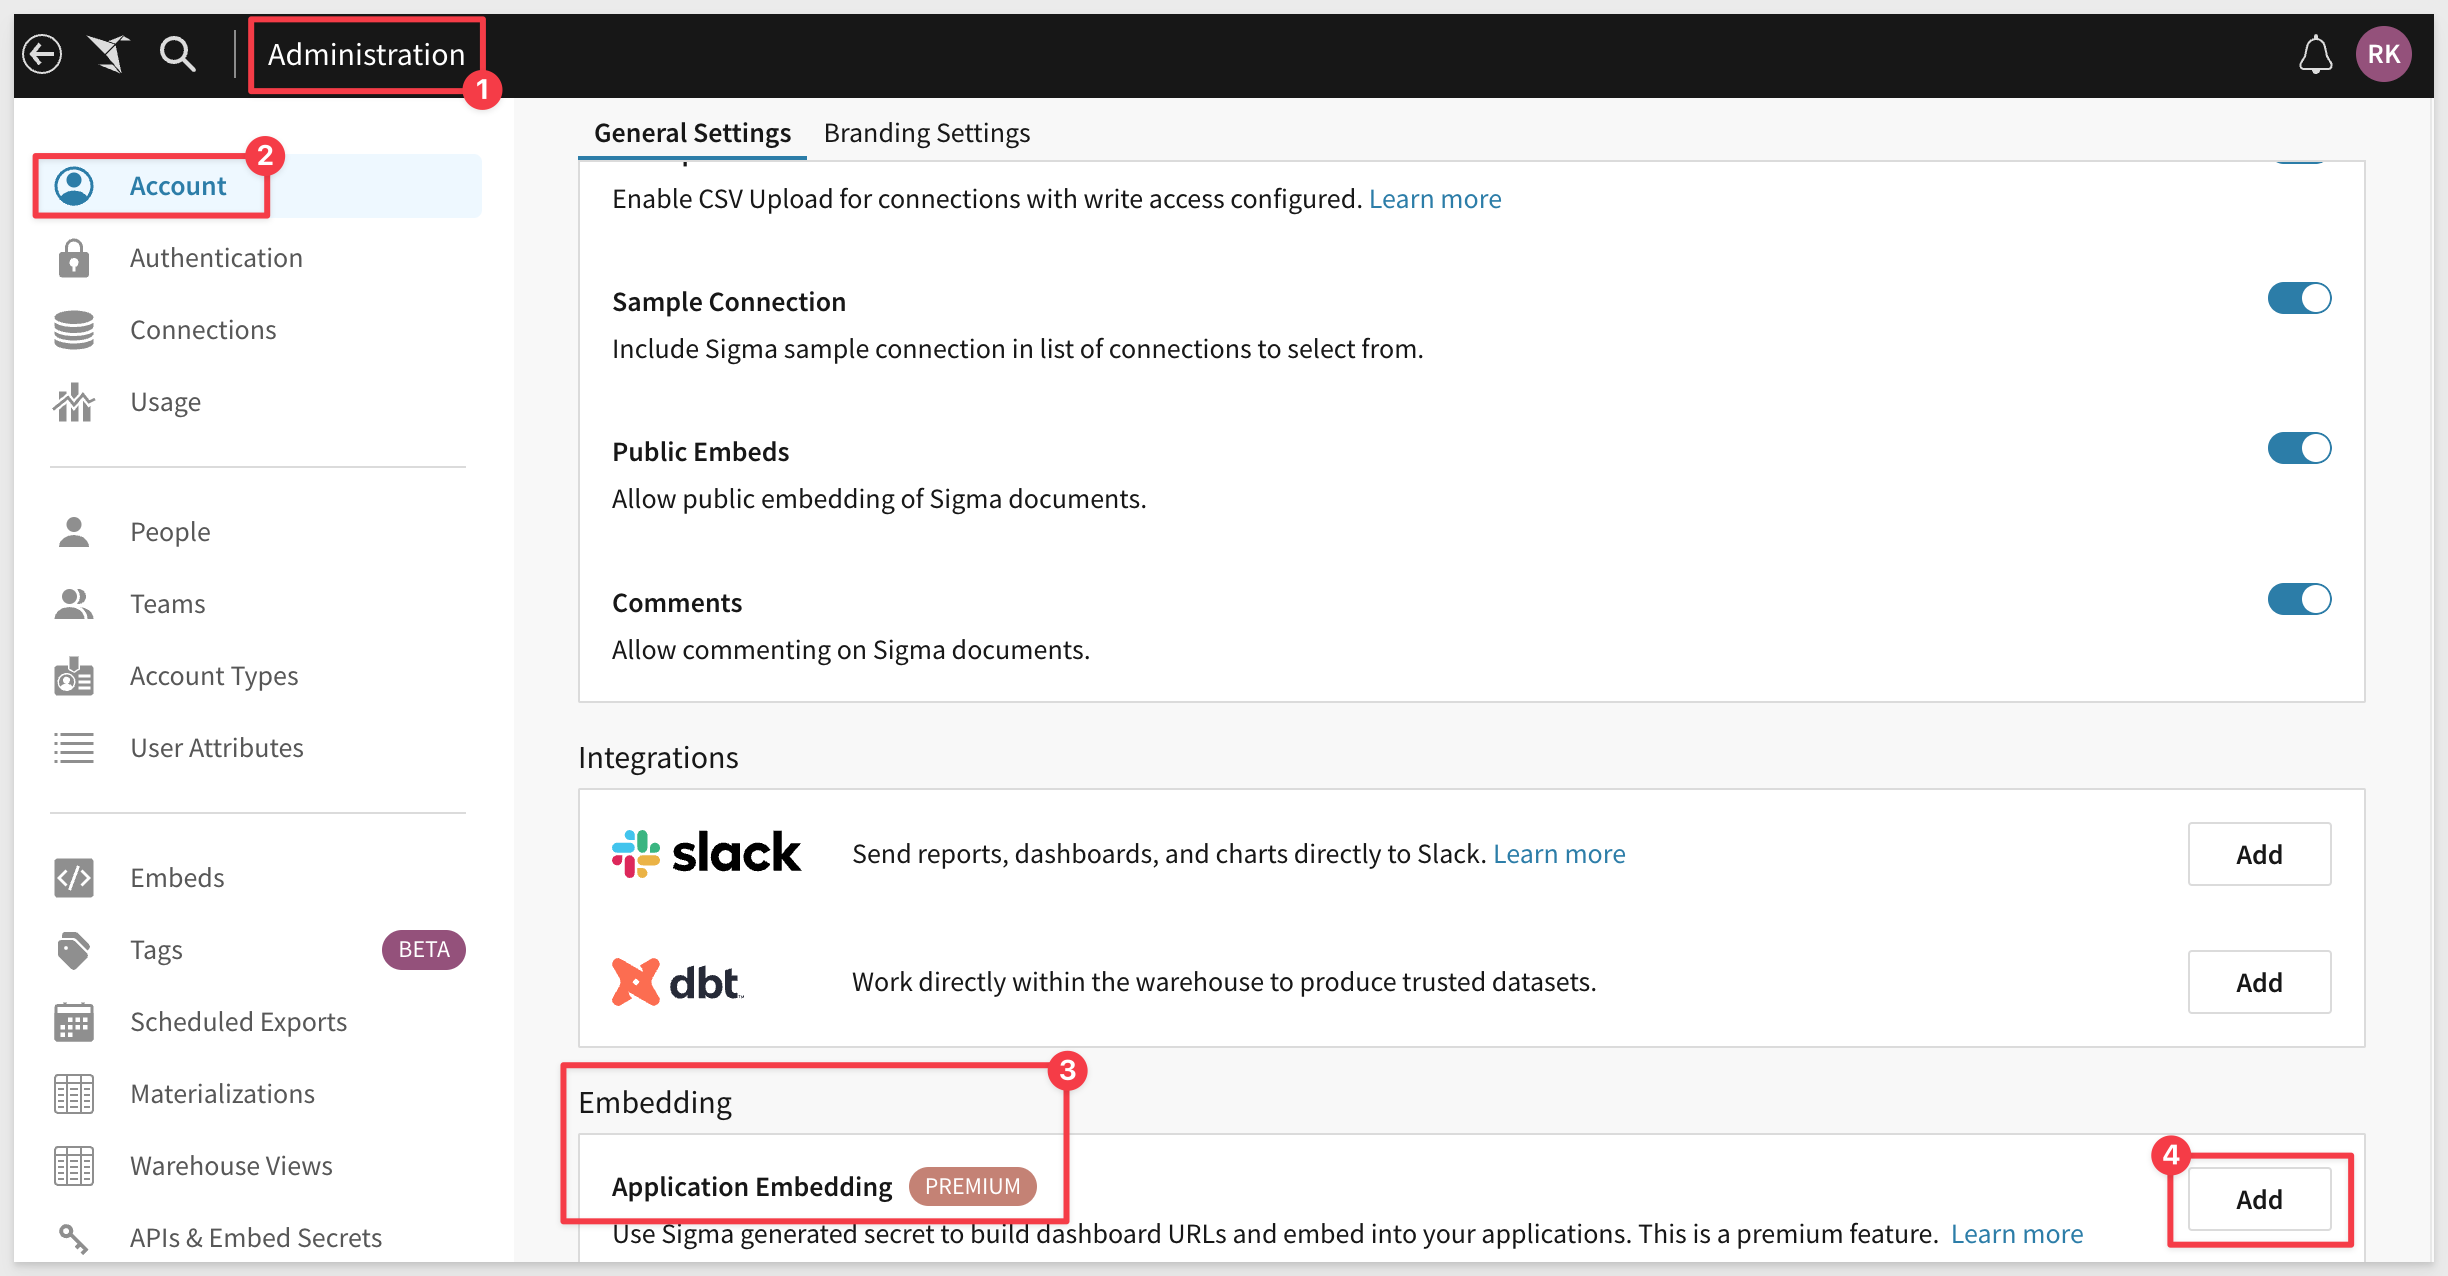 Administration
1
RK
2
Account
Authentication
Connections
Usage
People
Teams
Account Types
User Attributes
Embeds
Tags
BETA
Scheduled Exports
Materializations
Warehouse Views
APIs & Embed Secrets
General Settings
Branding Settings
Enable CSV Upload for connections with write access configured. Learn more
Sample Connection
Include Sigma sample connection in list of connections to select from.
Public Embeds
Allow public embedding of Sigma documents.
Comments
Allow commenting on Sigma documents.
Integrations
slack
Send reports, dashboards, and charts directly to Slack. Learn more
Add
dbt
Work directly within the warehouse to produce trusted datasets.
Add
3
Embedding
Application Embedding
PREMIUM
4
Add
Use Sigma generated secret to build dashboard URLs and embed into your applications. This is a premium feature. Learn more